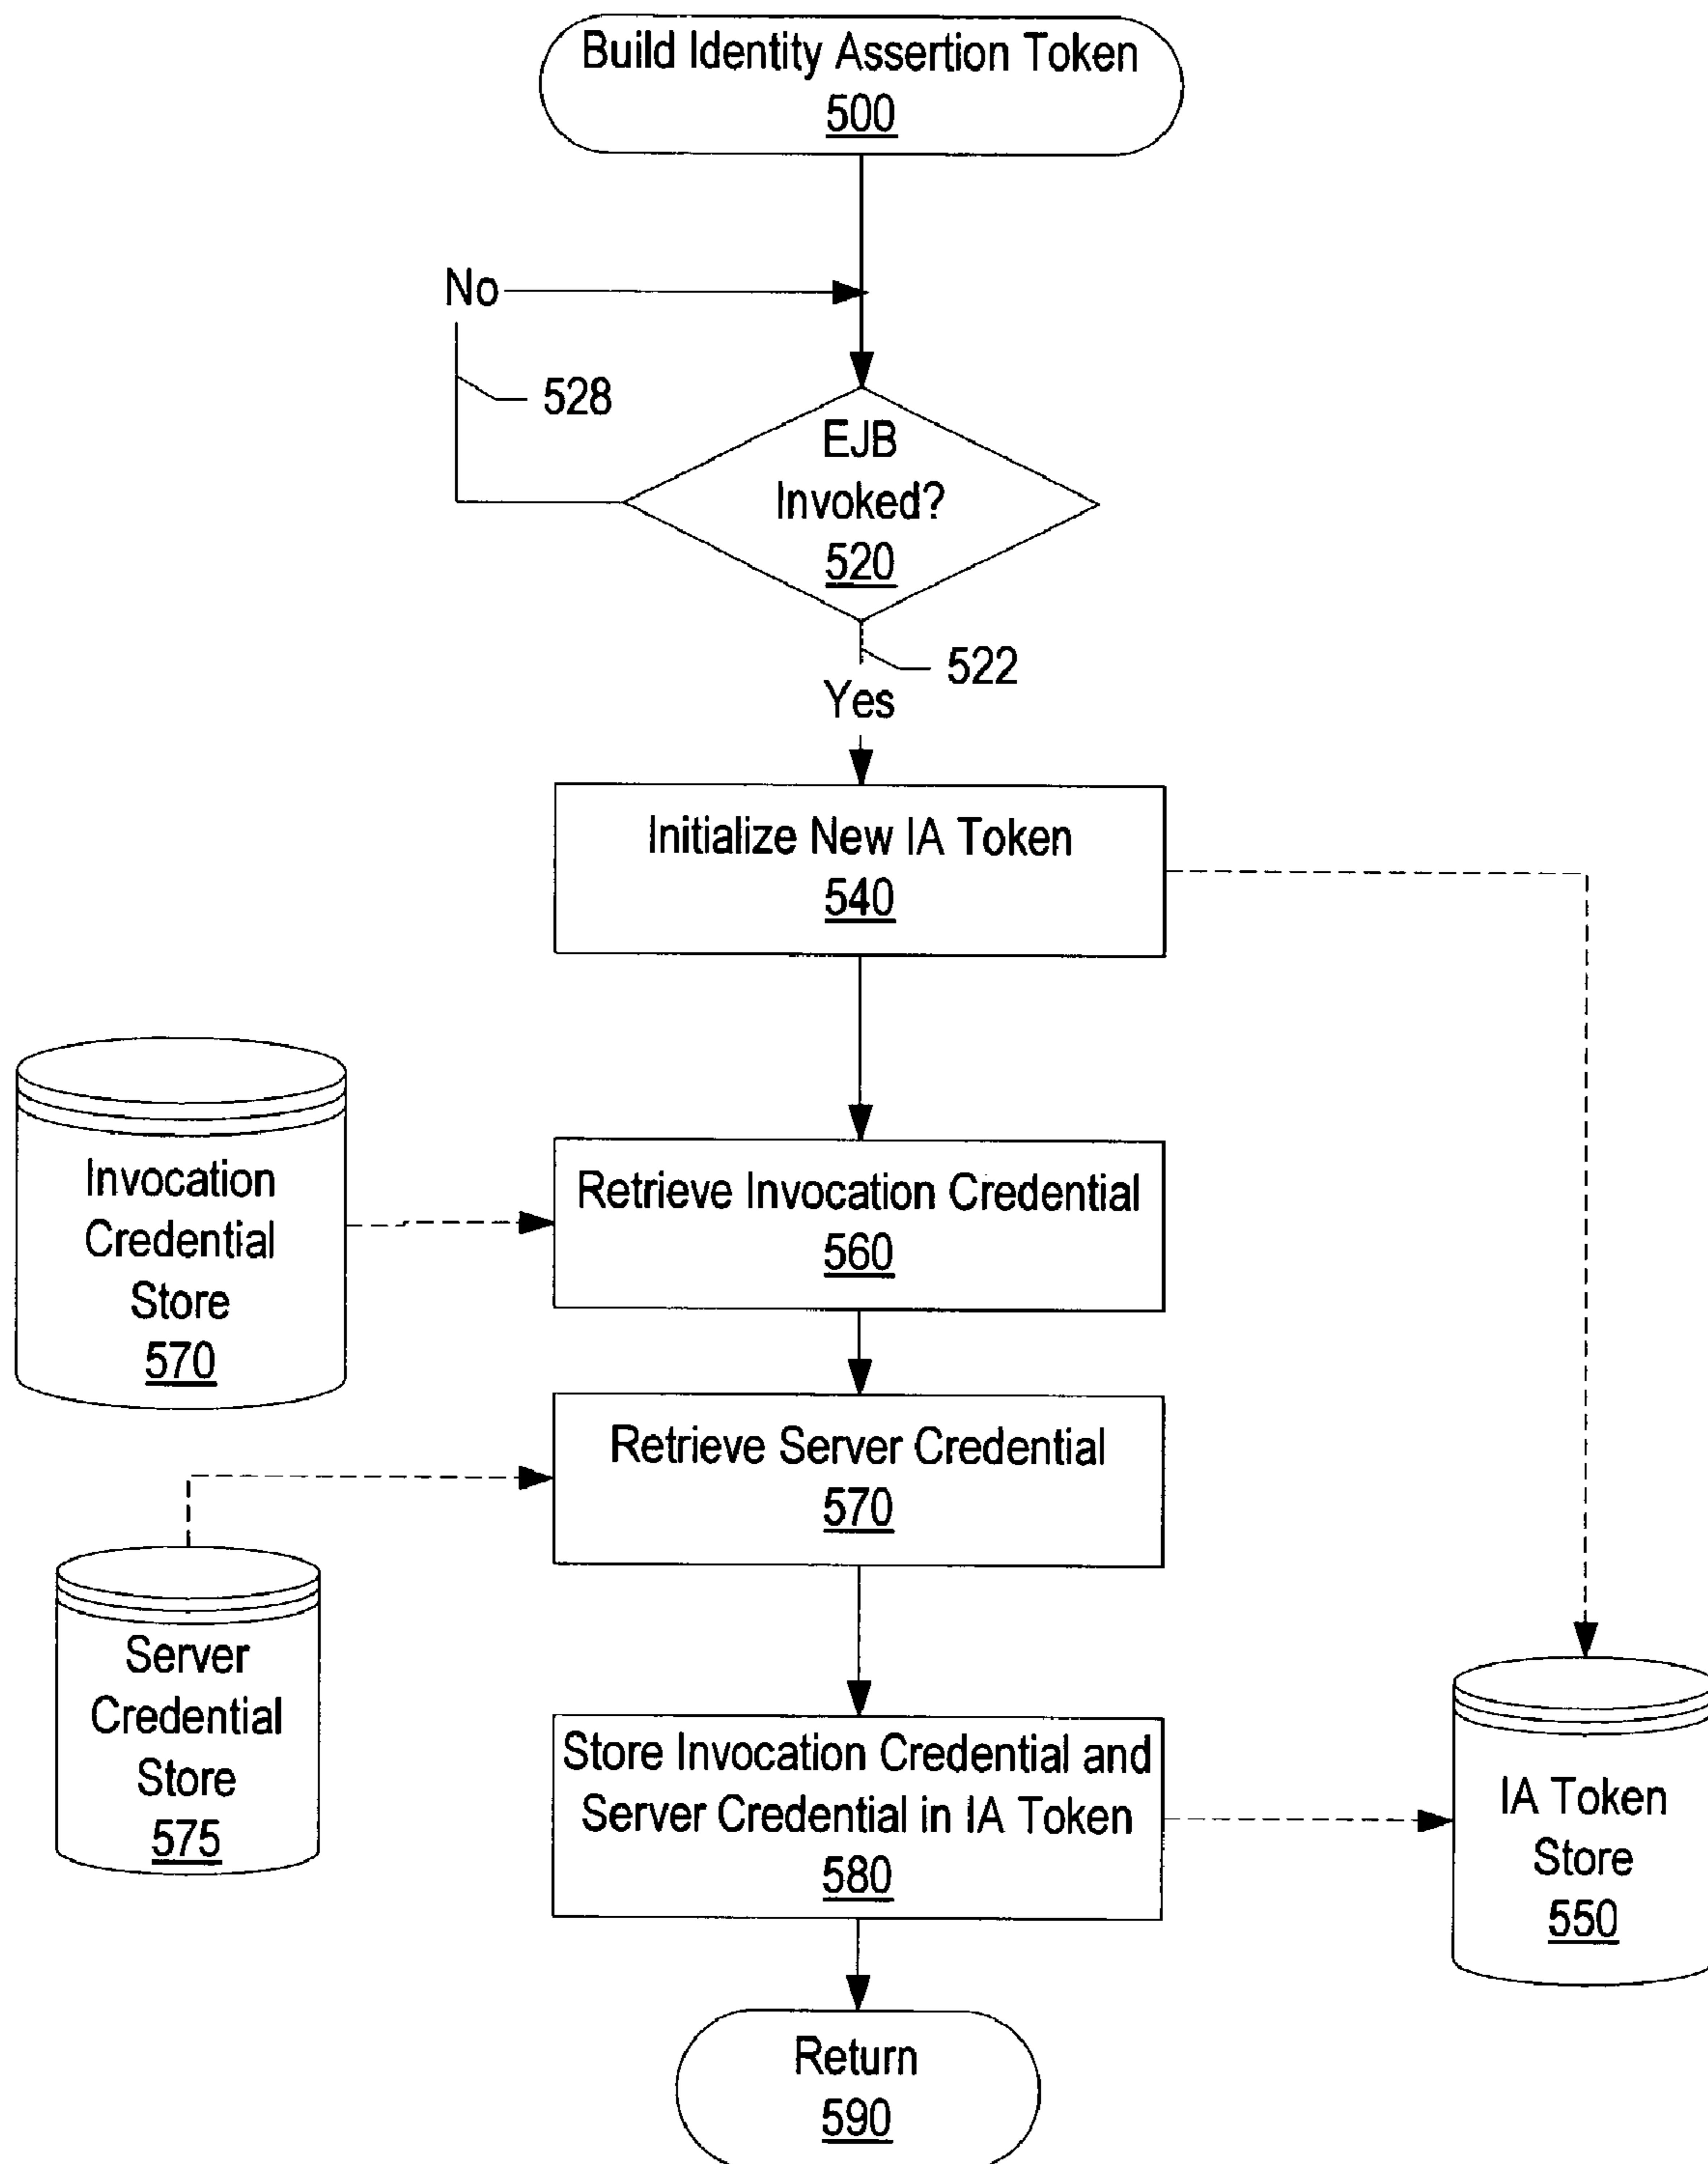 Build Identity Assertion Token
500
No
528
EJB
Invoked?
520
522
Yes
Initialize New IA Token
540
Invocation
Credential
Store
570
Retrieve Invocation Credential
560
Retrieve Server Credential
570
Server
Credential
Store
575
Store Invocation Credential and
Server Credential in IA Token
580
IA Token
Store
550
Return
590